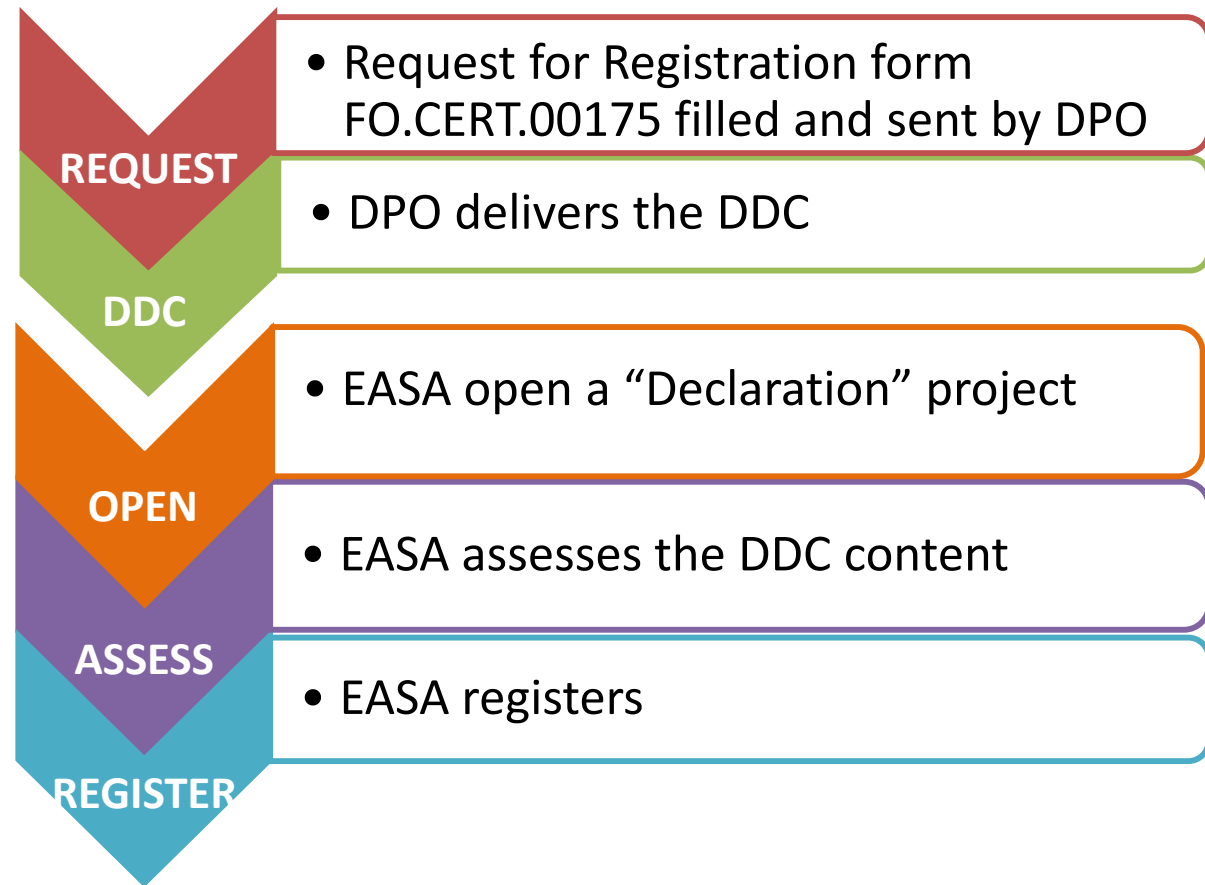 REQUEST
• Request for Registration form
FO.CERT.00175 filled and sent by DPO
DDC
• DPO delivers the DDC
OPEN
• EASA open a “Declaration” project
ASSESS
• EASA assesses the DDC content
REGISTER
• EASA registers